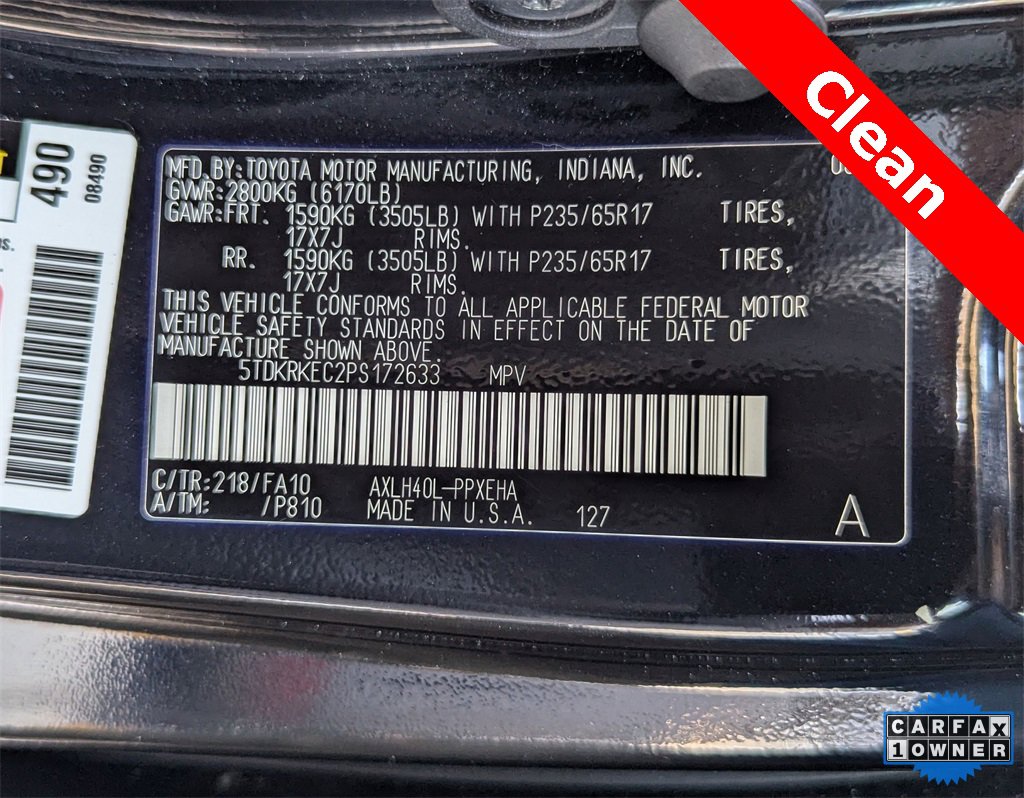 Clean
490
08490
MFD. BY: TOYOTA MOTOR MANUFACTURING, INDIANA, INC.
GVWR: 2800KG (6170LB)
GAWR: FRT. 1590KG (3505LB) WITH P235/65R17 TIRES,
17X7J RIMS.
RR. 1590KG (3505LB) WITH P235/65R17 TIRES,
17X7J RIMS.
THIS VEHICLE CONFORMS TO ALL APPLICABLE FEDERAL MOTOR
VEHICLE SAFETY STANDARDS IN EFFECT ON THE DATE OF
MANUFACTURE SHOWN ABOVE.
5TDKRKEC2PS172633 MPV
C/TR: 218/FA10 AXLH40L-PPXEHA
A/TM: /P810 MADE IN U.S.A. 127 A
CARFAX
1 OWNER